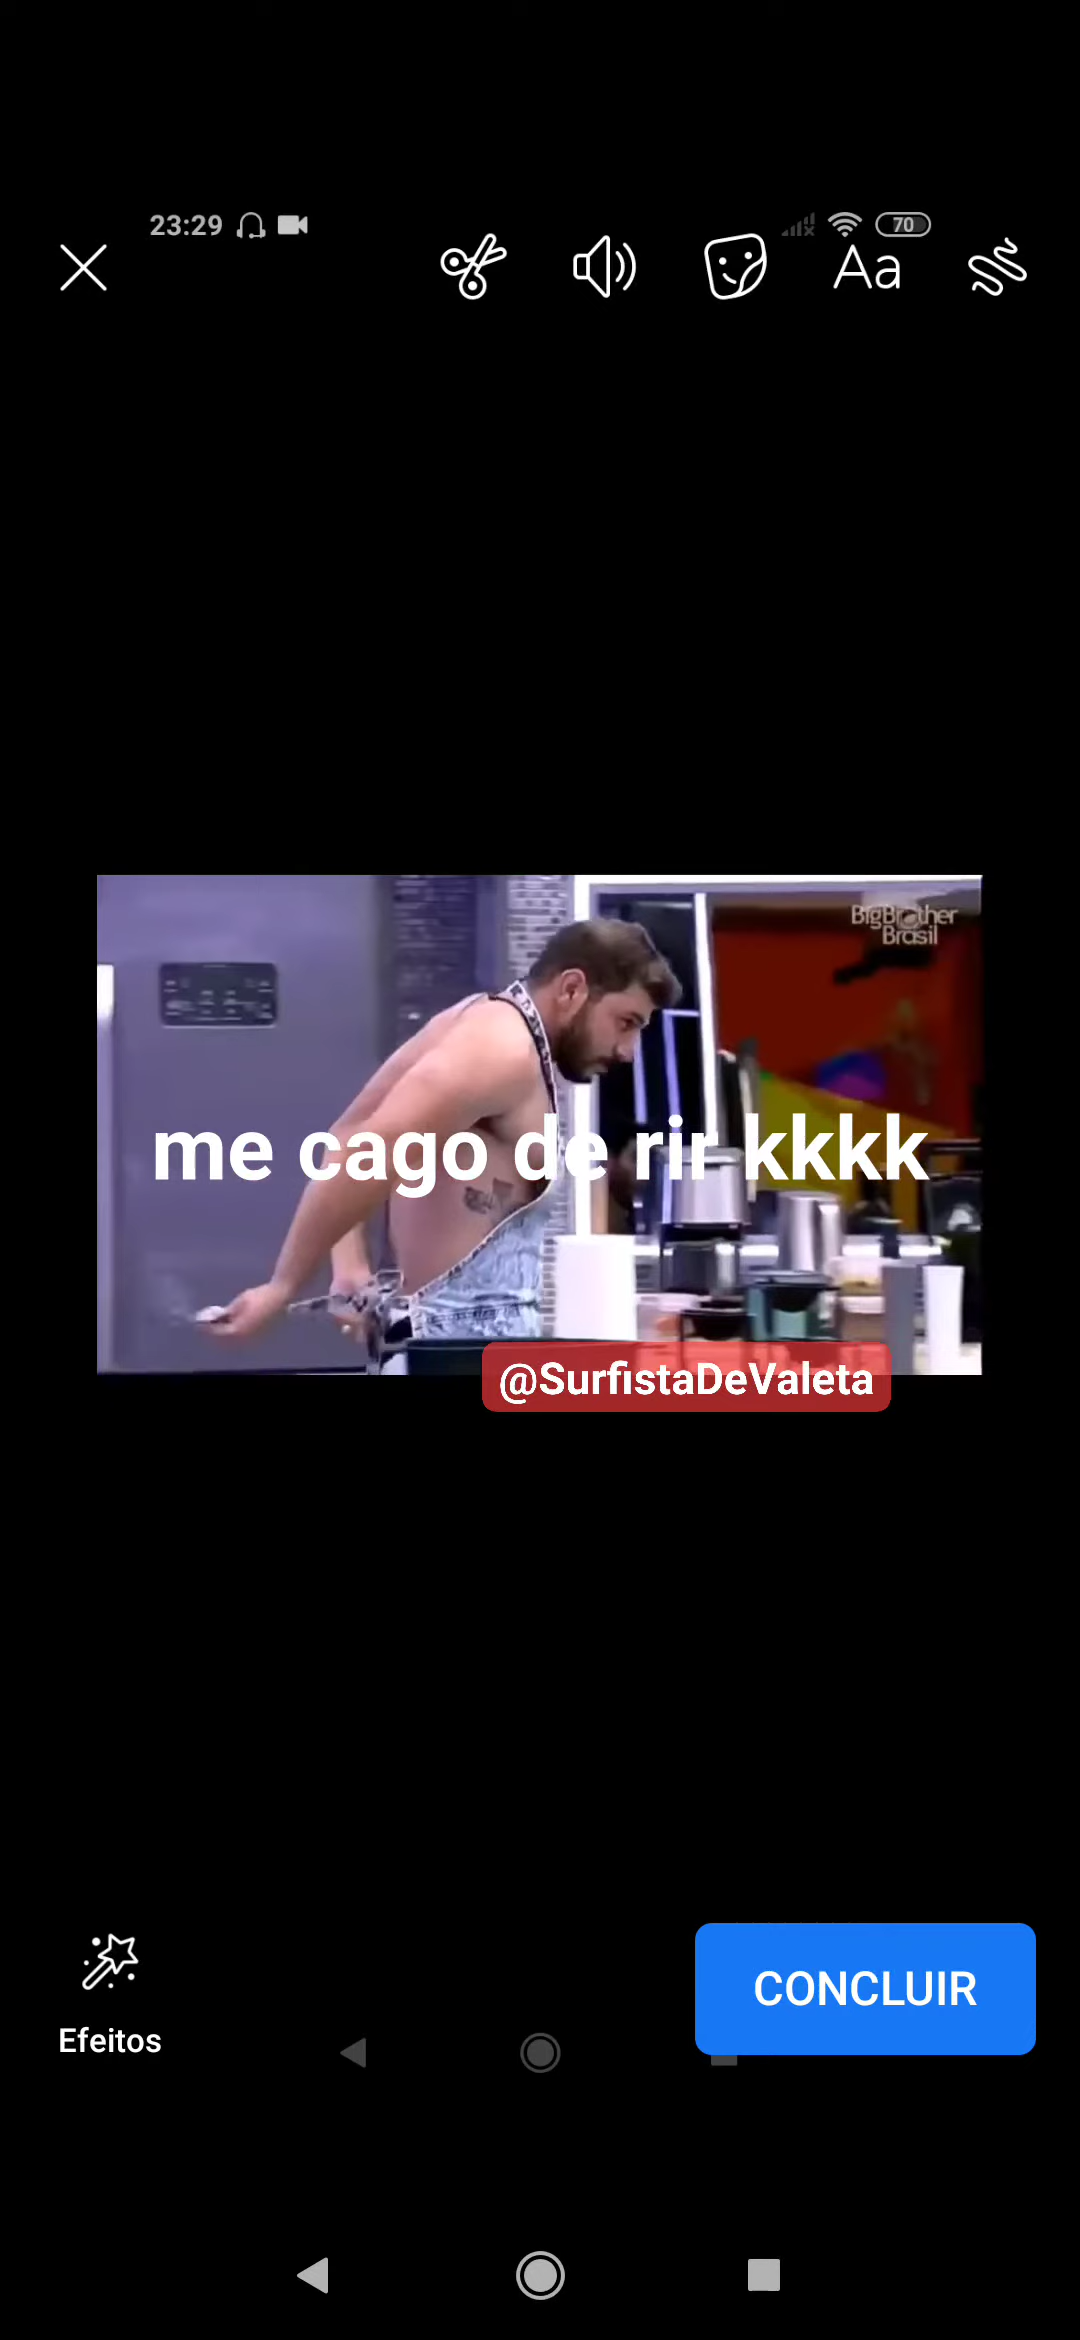 23:29
70
Aa
BigBrother
Brasil
me cago de rir kkkk
@SurfistaDeValeta
CONCLUIR
Efeitos